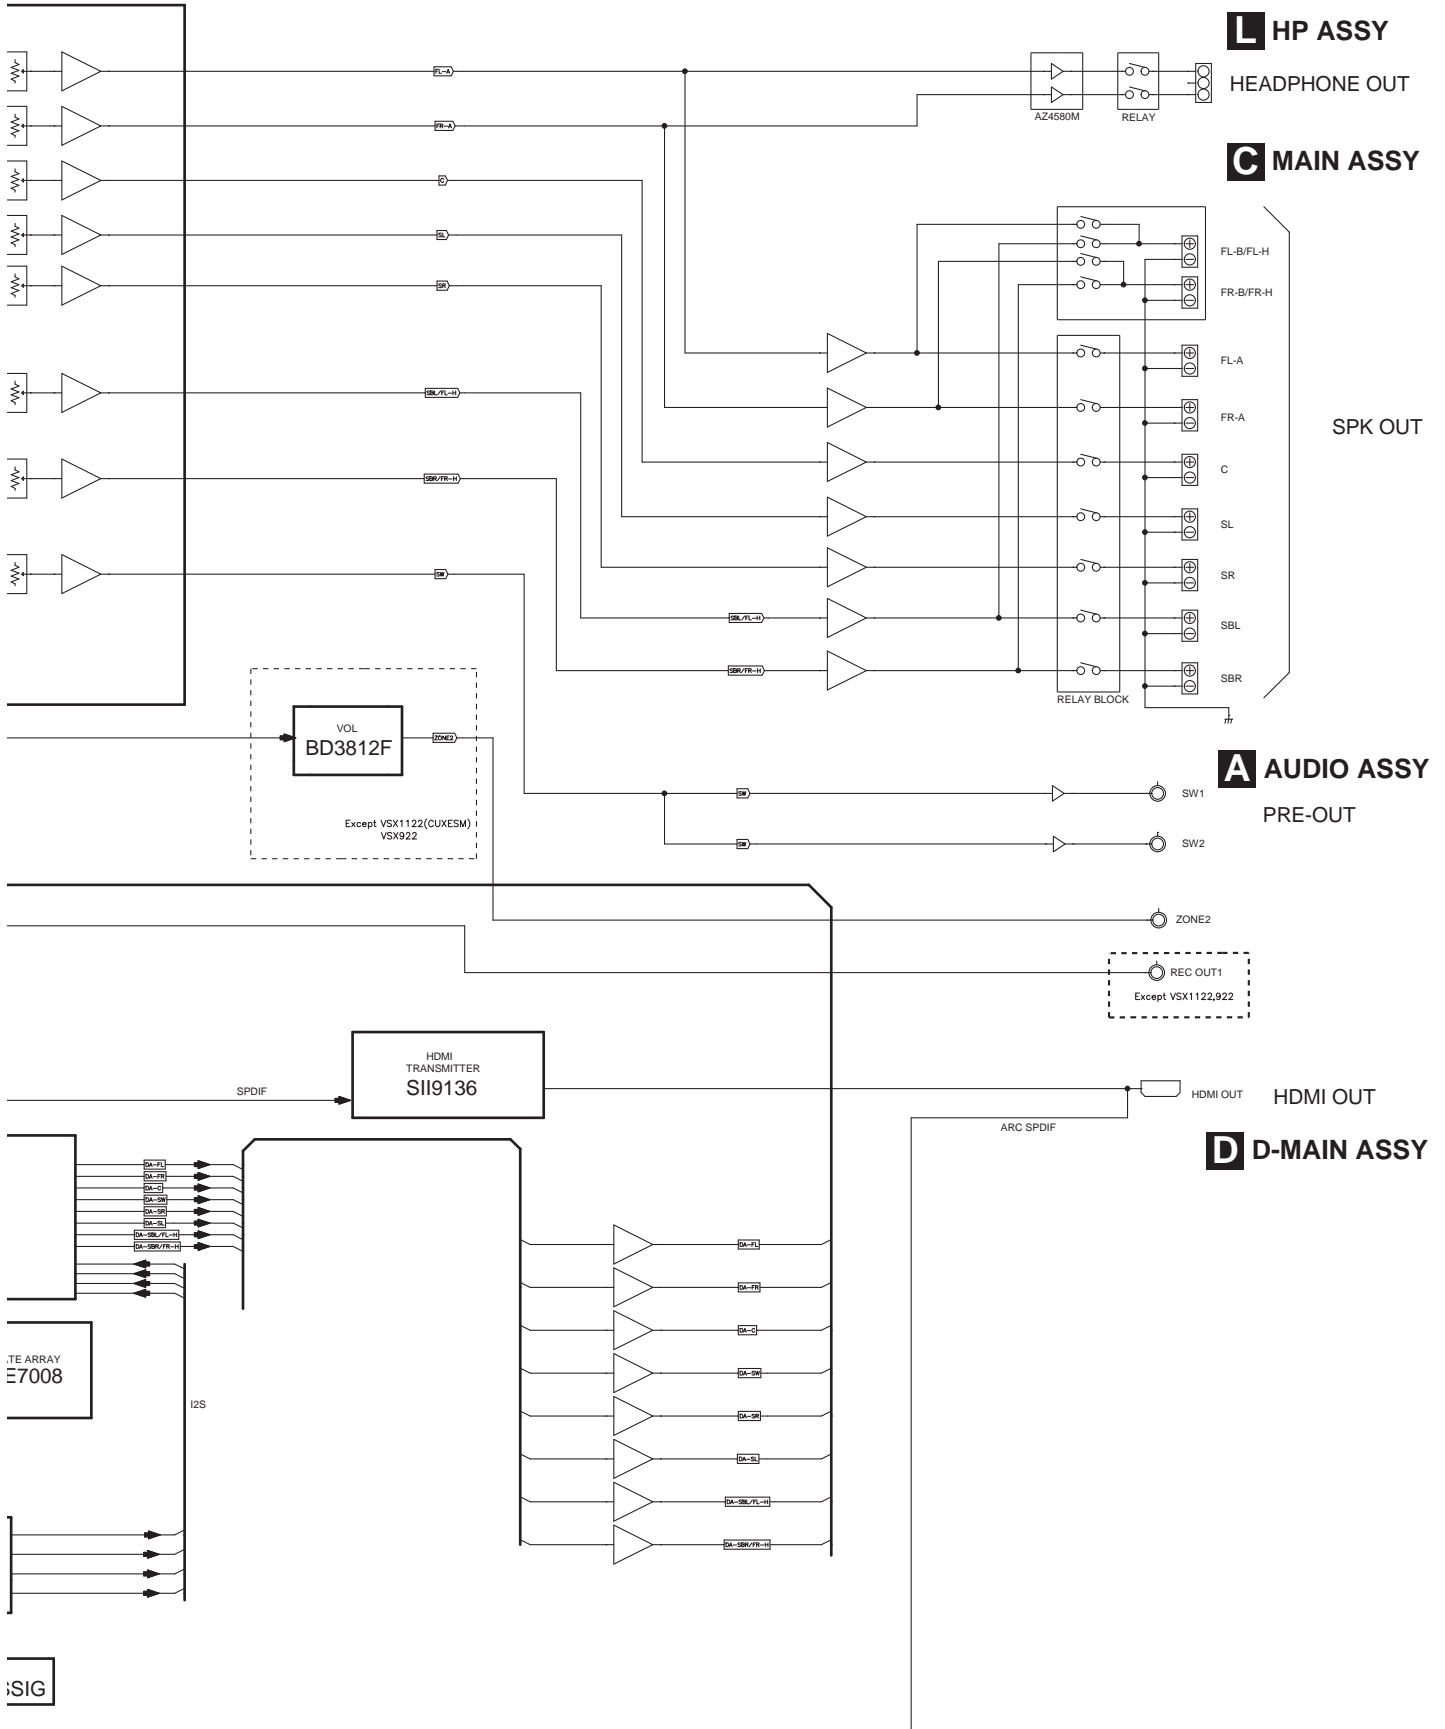 L HP ASSY
FL-A
HEADPHONE OUT
AZ4580M
RELAY
FR-A
C MAIN ASSY
C
SL
FL-B/FL-H
SR
FR-B/FR-H
FL-A
SBL/FL-H
FR-A
SPK OUT
C
SBR/FR-H
SL
SW
SR
SBL/FL-H
SBL
SBR/FR-H
SBR
RELAY BLOCK
VOL
BD3812F
ZONE2
A AUDIO ASSY
Except VSX1122(CUXESM)
VSX922
SW
SW1
PRE-OUT
SW
SW2
ZONE2
REC OUT1
Except VSX1122,922
HDMI
TRANSMITTER
SII9136
SPDIF
HDMI OUT
HDMI OUT
ARC SPDIF
D D-MAIN ASSY
DA-FL
DA-FR
DA-C
DA-SW
DA-SR
DA-SL
DA-SBL/FL-H
DA-SBR/FR-H
DA-FL
DA-FR
DA-C
TE ARRAY
E7008
DA-SW
I2S
DA-SR
DA-SL
DA-SBL/FL-H
DA-SBR/FR-H
SSIG